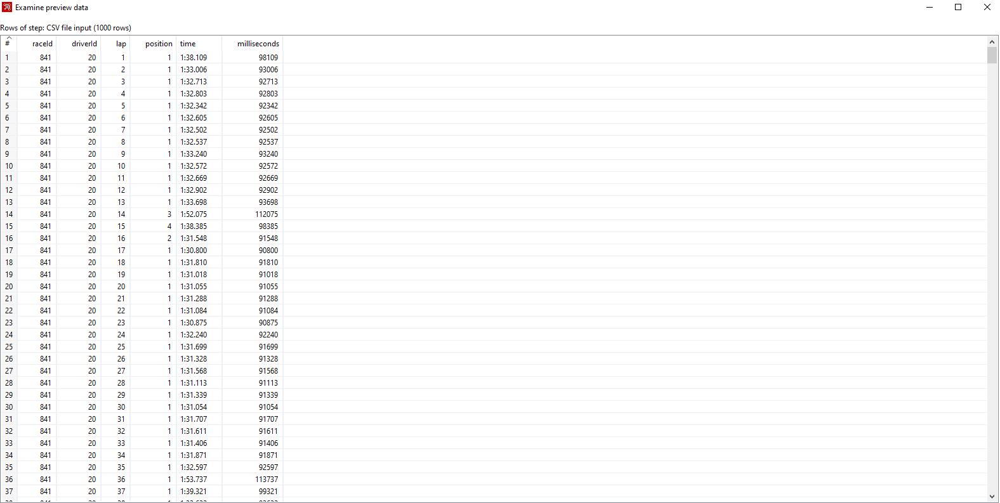 Examine preview data
Rows of step: CSV file input (1000 rows)
# raceId driverId lap position time milliseconds
1 841 20 1 1 1:38.109 98109
2 841 20 2 1 1:33.006 93006
3 841 20 3 1 1:32.713 92713
4 841 20 4 1 1:32.803 92803
5 841 20 5 1 1:32.342 92342
6 841 20 6 1 1:32.605 92605
7 841 20 7 1 1:32.502 92502
8 841 20 8 1 1:32.537 92537
9 841 20 9 1 1:33.240 93240
10 841 20 10 1 1:32.572 92572
11 841 20 11 1 1:32.669 92669
12 841 20 12 1 1:32.902 92902
13 841 20 13 1 1:33.698 93698
14 841 20 14 3 1:52.075 112075
15 841 20 15 4 1:38.385 98385
16 841 20 16 2 1:31.548 91548
17 841 20 17 1 1:30.800 90800
18 841 20 18 1 1:31.810 91810
19 841 20 19 1 1:31.018 91018
20 841 20 20 1 1:31.055 91055
21 841 20 21 1 1:31.288 91288
22 841 20 22 1 1:31.084 91084
23 841 20 23 1 1:30.875 90875
24 841 20 24 1 1:32.240 92240
25 841 20 25 1 1:31.699 91699
26 841 20 26 1 1:31.328 91328
27 841 20 27 1 1:31.568 91568
28 841 20 28 1 1:31.113 91113
29 841 20 29 1 1:31.339 91339
30 841 20 30 1 1:31.054 91054
31 841 20 31 1 1:31.707 91707
32 841 20 32 1 1:31.611 91611
33 841 20 33 1 1:31.406 91406
34 841 20 34 1 1:31.871 91871
35 841 20 35 1 1:32.597 92597
36 841 20 36 1 1:53.737 113737
37 841 20 37 1 1:39.321 99321